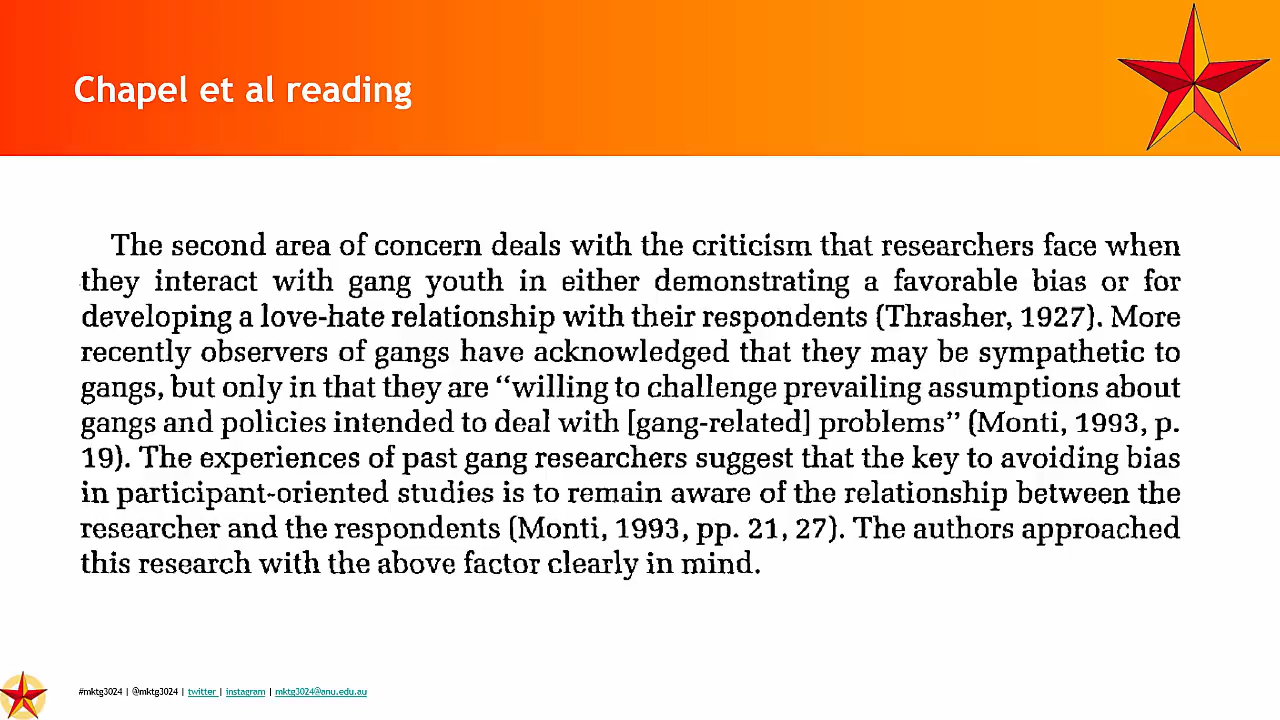 Chapel et al reading
The second area of concern deals with the criticism that researchers face when
they interact with gang youth in either demonstrating a favorable bias or for
developing a love-hate relationship with their respondents (Thrasher, 1927). More
recently observers of gangs have acknowledged that they may be sympathetic to
gangs, but only in that they are “willing to challenge prevailing assumptions about
gangs and policies intended to deal with [gang-related] problems” (Monti, 1993, p.
19). The experiences of past gang researchers suggest that the key to avoiding bias
in participant-oriented studies is to remain aware of the relationship between the
researcher and the respondents (Monti, 1993, pp. 21, 27). The authors approached
this research with the above factor clearly in mind.
#mktg3024 | @mktg3024 | twitter | instagram | mktg3024@anu.edu.au